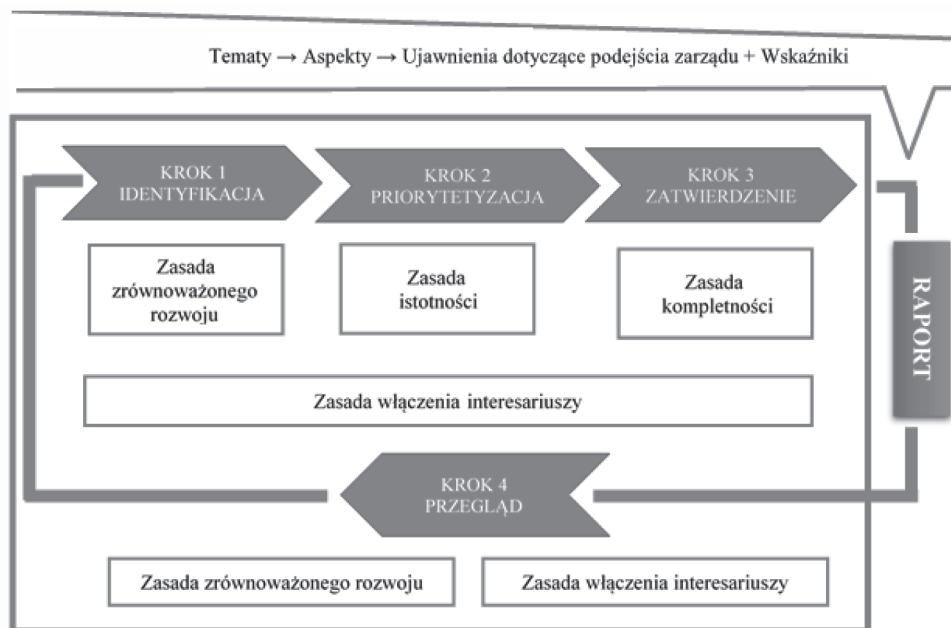 Tematy → Aspekty → Ujawnienia dotyczące podejścia zarządu + Wskaźniki
KROK 1
IDENTYFIKACJA
KROK 2
PRIORYTETYZACJA
KROK 3
ZATWIERDZENIE
Zasada
zrównoważonego
rozwoju
Zasada
istotności
Zasada
kompletności
RAPORT
Zasada włączenia interesariuszy
KROK 4
PRZEGLĄD
Zasada zrównoważonego rozwoju
Zasada włączenia interesariuszy